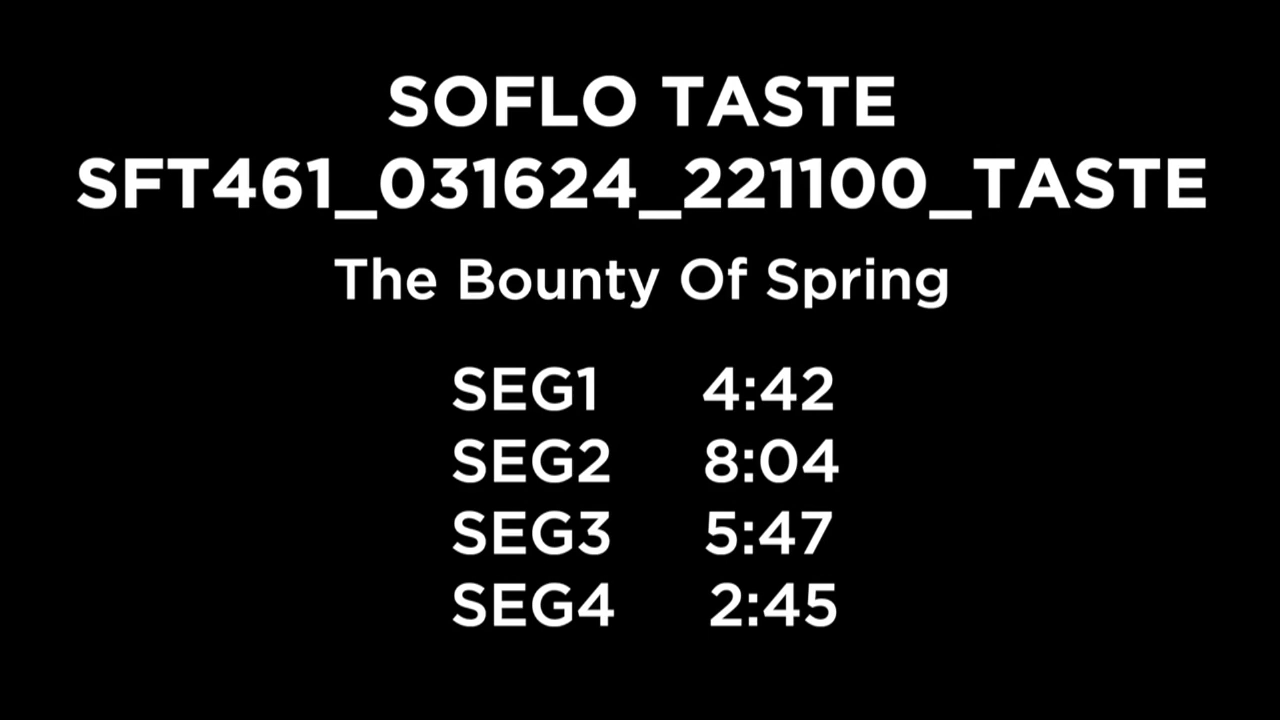 SOFLO TASTE
SFT461_031624_221100_TASTE
The Bounty Of Spring
SEG1 4:42
SEG2 8:04
SEG3 5:47
SEG4 2:45